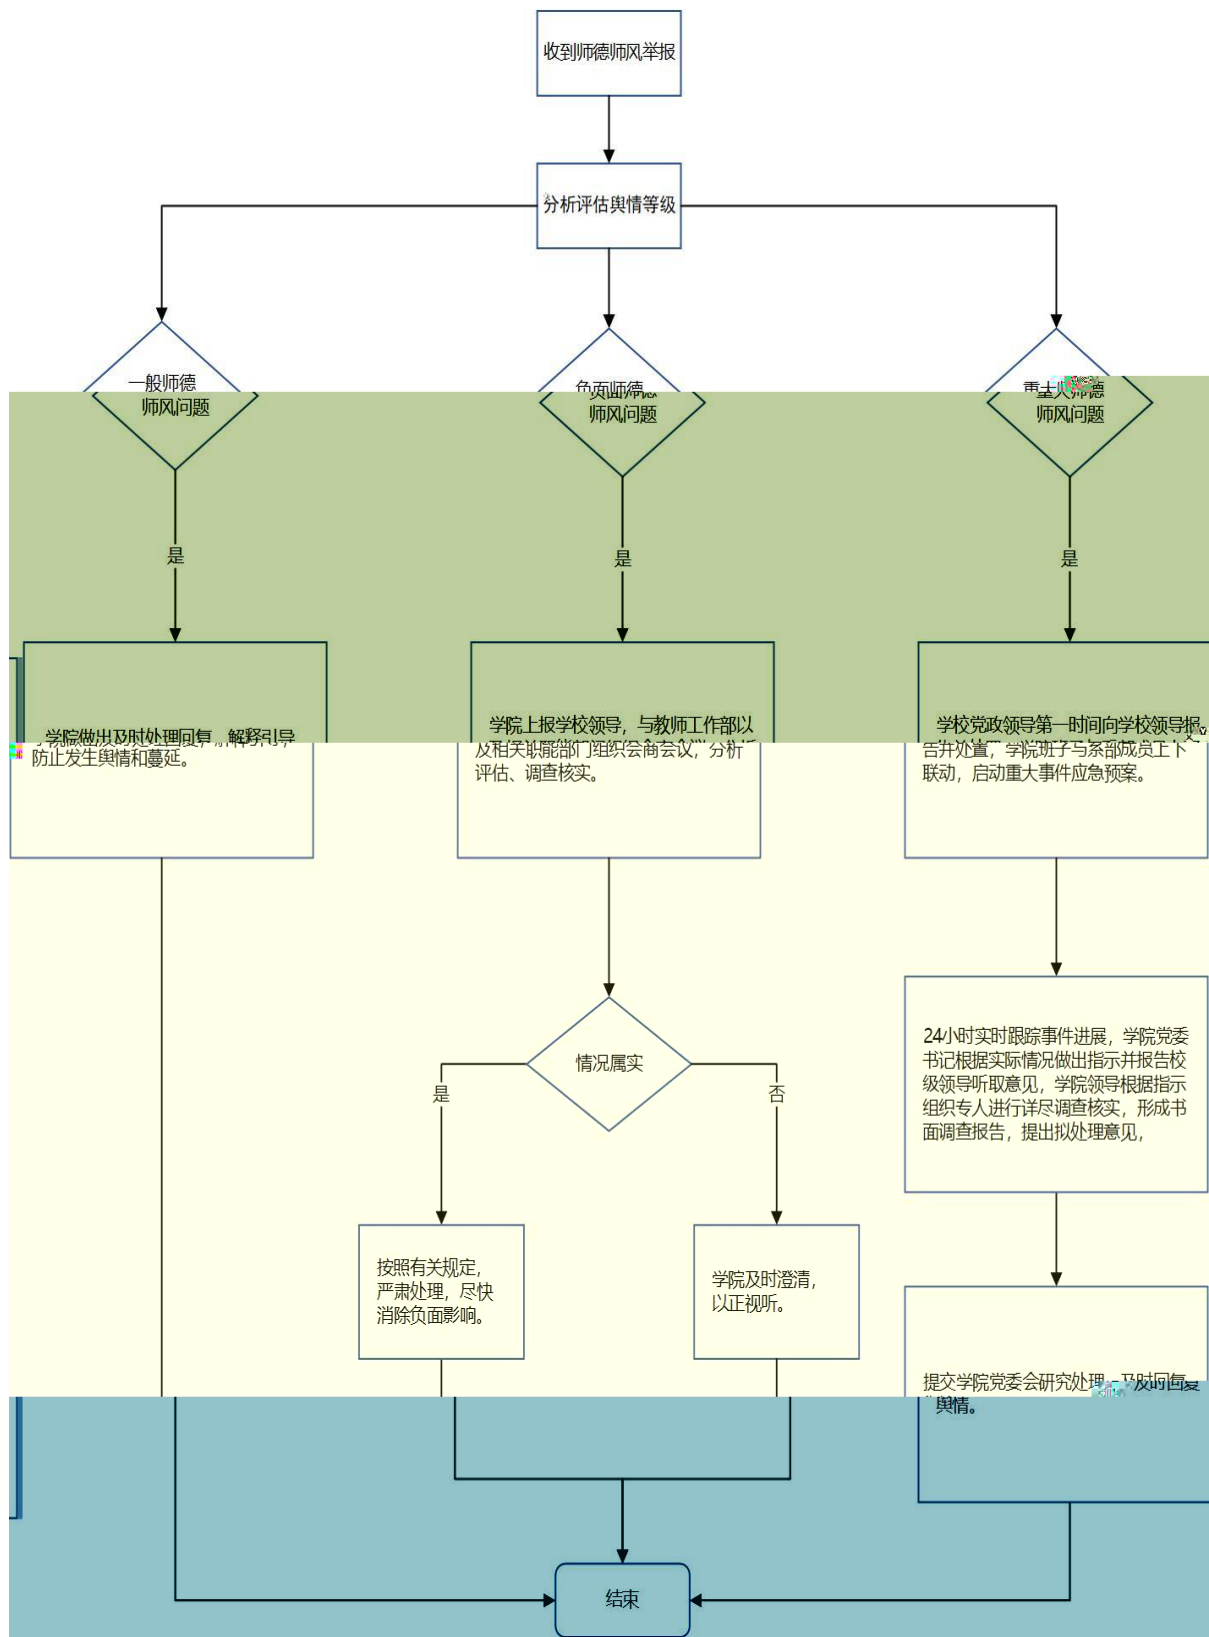 收到师德师风举报
分析评估舆情等级
一般师德
师风问题
负面师德
师风问题
重大师德
师风问题
是
是
是
学院做出及时处理回复，解释引导，
防止发生舆情和蔓延。
学院上报学校领导，与教师工作部以
及相关职能部门组织会商会议，分析
评估、调查核实。
学校党政领导第一时间向学校领导报
告并处置，学院班子与系部成员上下
联动，启动重大事件应急预案。
情况属实
是
否
24小时实时跟踪事件进展，学院党委
书记根据实际情况做出指示并报告校
级领导听取意见，学院领导根据指示
组织专人进行详尽调查核实，形成书
面调查报告，提出拟处理意见，
按照有关规定，
严肃处理，尽快
消除负面影响。
学院及时澄清，
以正视听。
提交学院党委会研究处理，及时回复
舆情。
结束